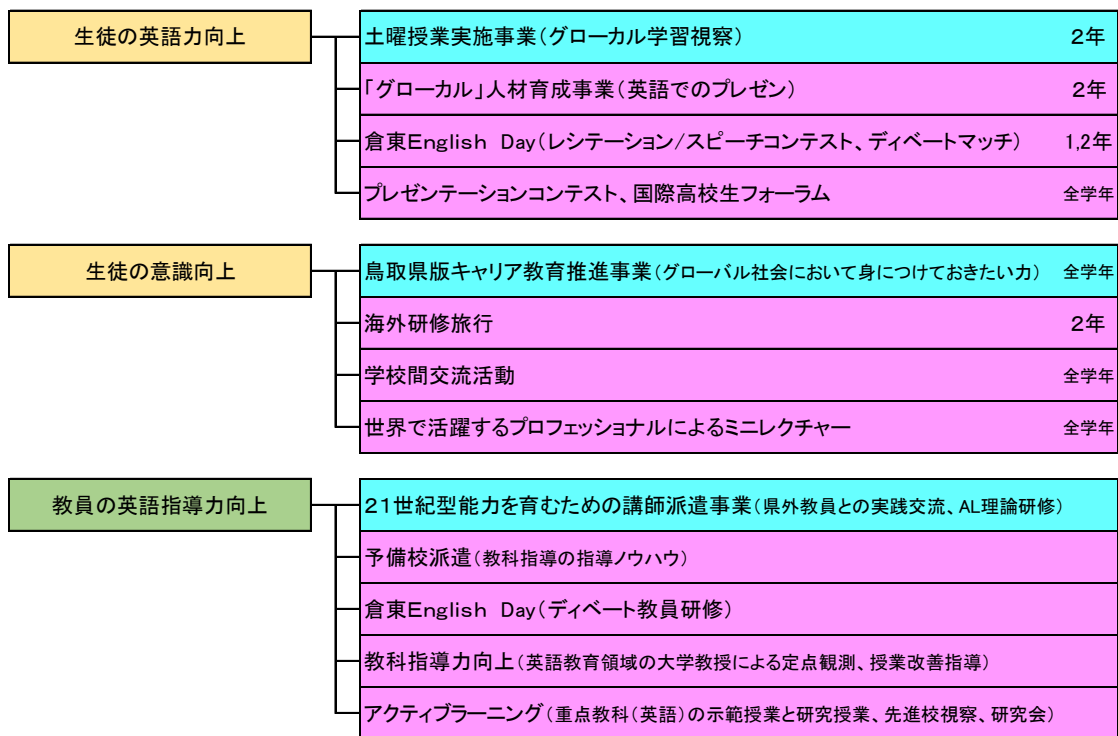 生徒の英語力向上
土曜授業実施事業(グローカル学習視察) 2年
「グローカル」人材育成事業(英語でのプレゼン) 2年
倉東English Day(レシテーション/スピーチコンテスト、ディベートマッチ) 1,2年
プレゼンテーションコンテスト、国際高校生フォーラム 全学年
生徒の意識向上
鳥取県版キャリア教育推進事業(グローバル社会において身につけておきたい力) 全学年
海外研修旅行 2年
学校間交流活動 全学年
世界で活躍するプロフェッショナルによるミニレクチャー 全学年
教員の英語指導力向上
21世紀型能力を育むための講師派遣事業(県外教員との実践交流、AL理論研修)
予備校派遣(教科指導の指導ノウハウ)
倉東English Day(ディベート教員研修)
教科指導力向上(英語教育領域の大学教授による定点観測、授業改善指導)
アクティブラーニング(重点教科(英語)の示範授業と研究授業、先進校視察、研究会)